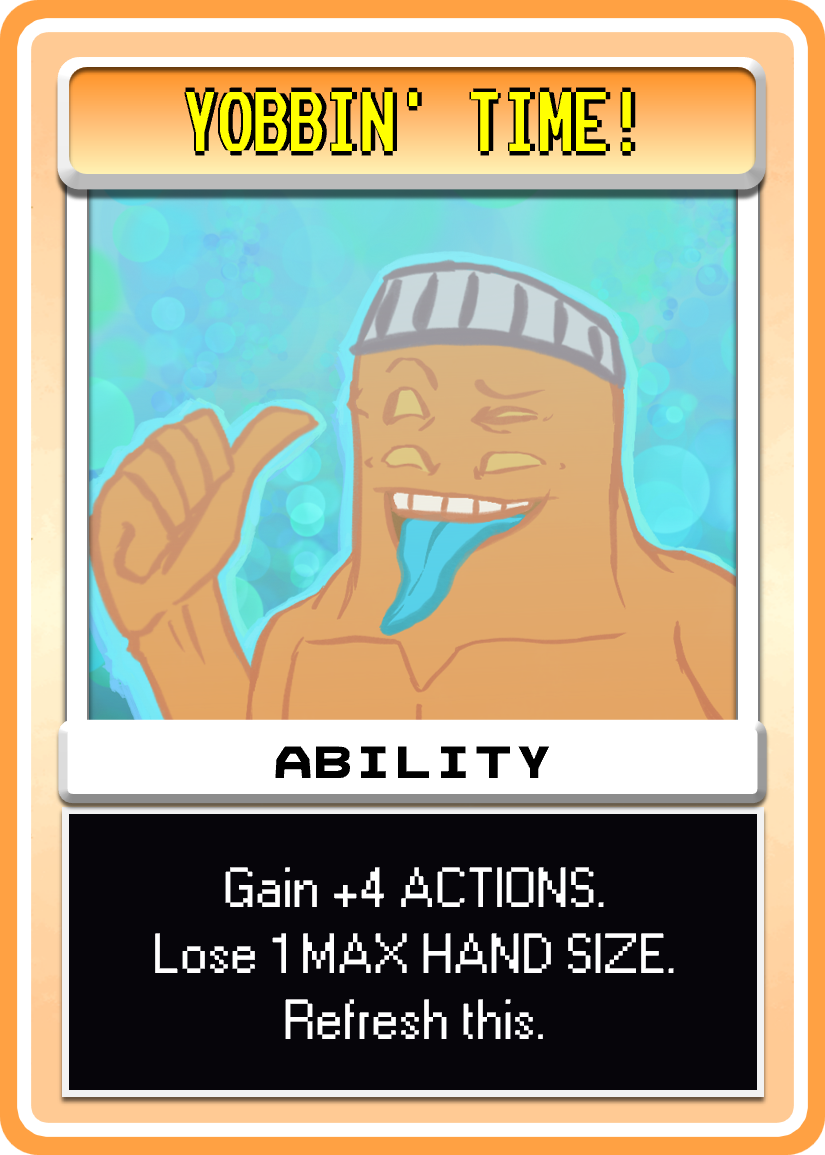 YOBBIN' TIME!
ABILITY
Gain +4 ACTIONS.
Lose 1 MAX HAND SIZE.
Refresh this.